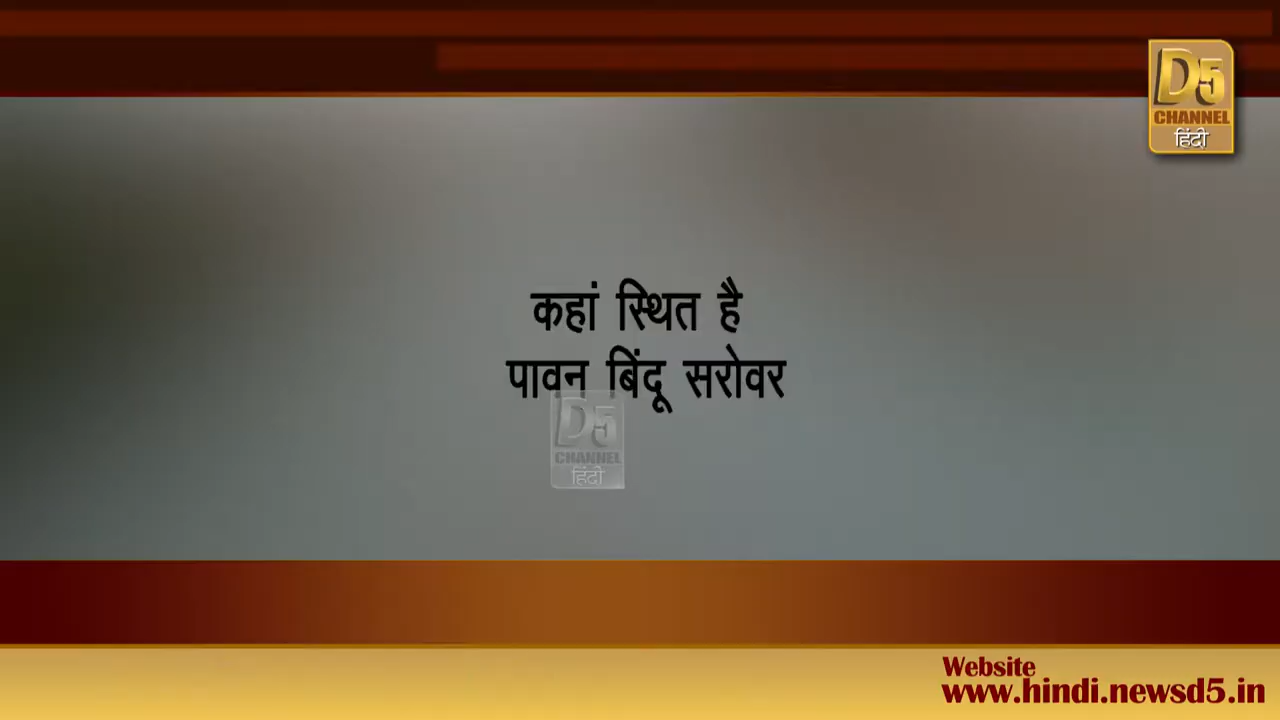 D5
CHANNEL
हिंदी
कहां स्थित है
पावन बिंदू सरोवर
D5
CHANNEL
हिंदी
Website
www.hindi.newsd5.in